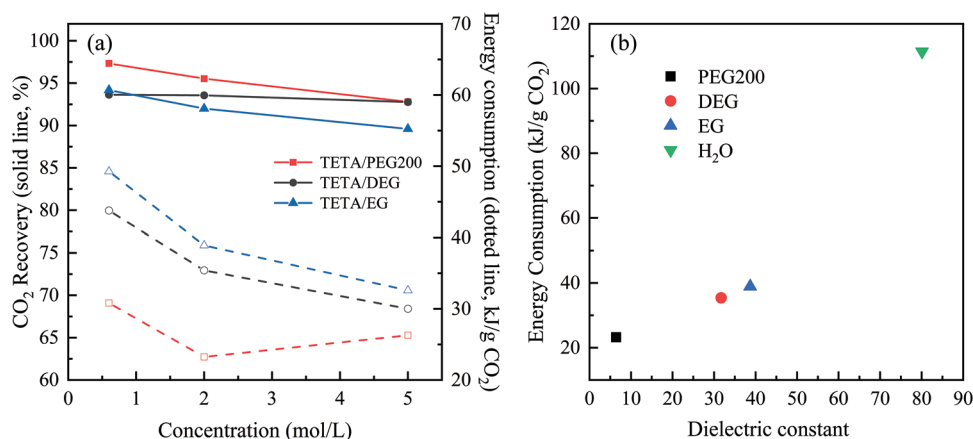 (a)
CO₂ Recovery (solid line, %)
100
95
90
85
80
75
70
65
60
0
1
2
3
4
5
Concentration (mol/L)
TETA/PEG200
TETA/DEG
TETA/EG
70
60
50
40
30
20
Energy consumption (dotted line, kJ/g CO₂)
(b)
Energy Consumption (kJ/g CO₂)
120
100
80
60
40
20
PEG200
DEG
EG
H₂O
0
10
20
30
40
50
60
70
80
90
Dielectric constant